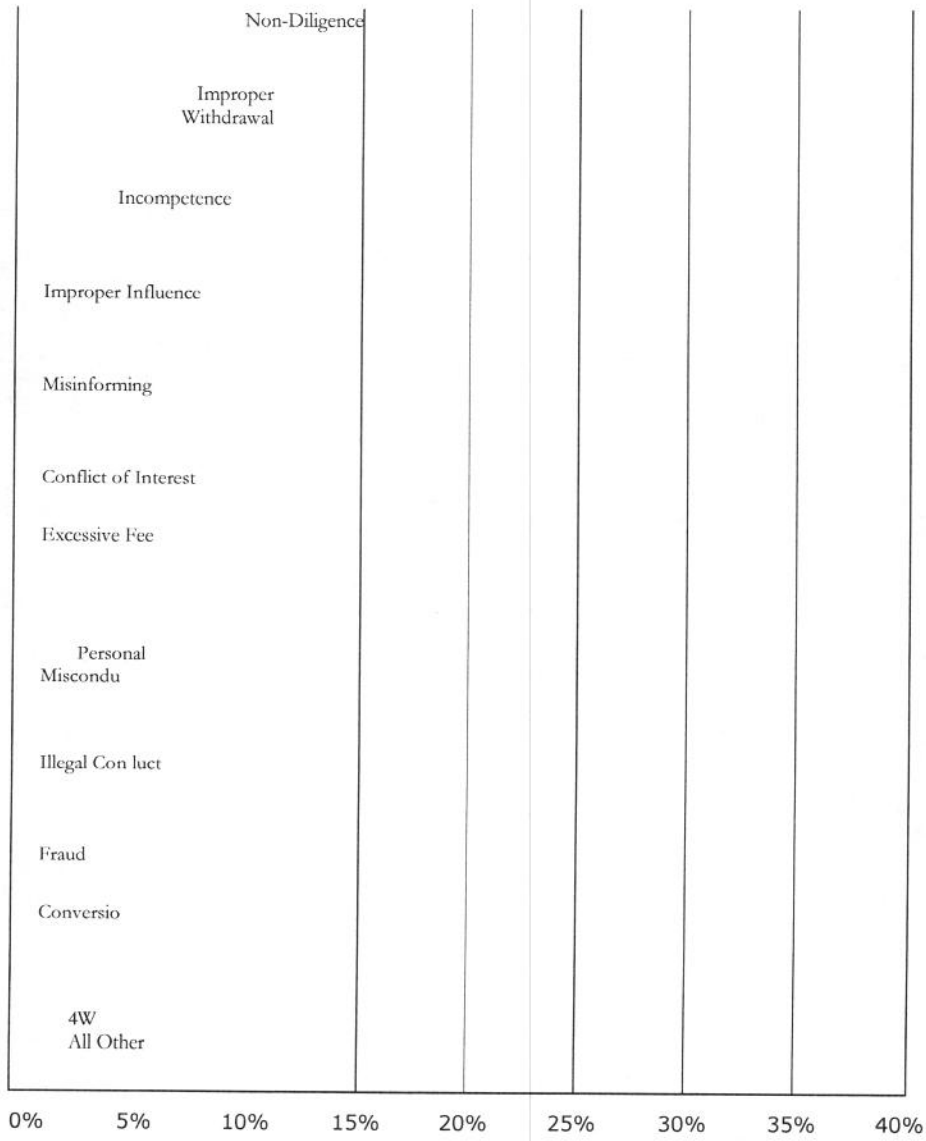 Non-Diligence
Improper
Withdrawal
Incompetence
Improper Influence
Misinforming
Conflict of Interest
Excessive Fee
Personal
Miscondu
Illegal Con luct
Fraud
Conversio
4W
All Other
0% 5% 10% 15% 20% 25% 30% 35% 40%